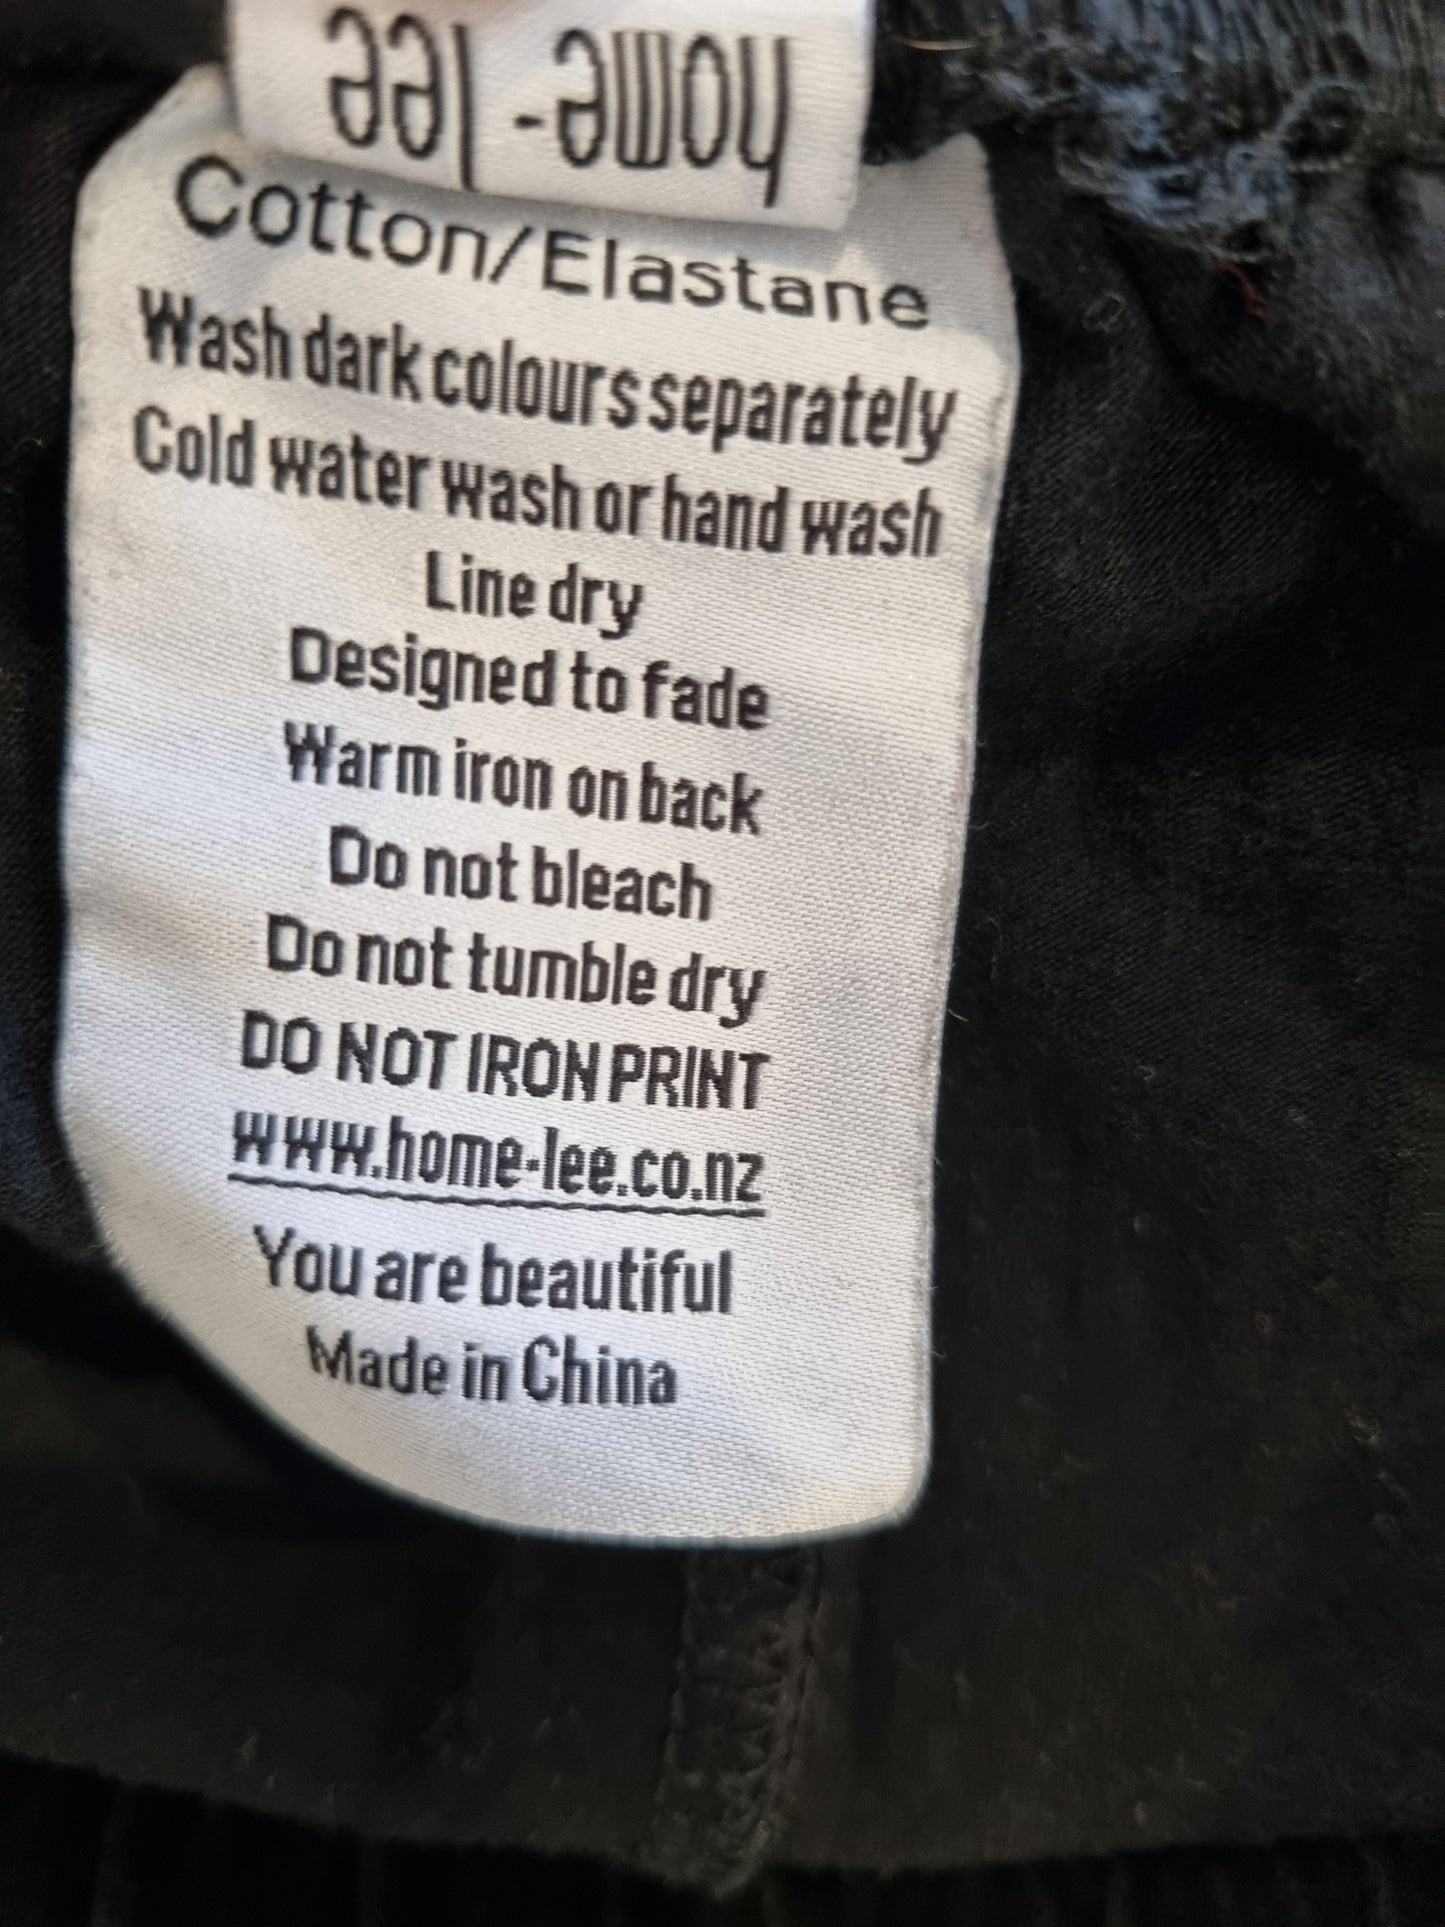 home-lee
Cotton/Elastane
Wash dark colours separately
Cold water wash or hand wash
Line dry
Designed to fade
Warm iron on back
Do not bleach
Do not tumble dry
DO NOT IRON PRINT
www.home-lee.co.nz
You are beautiful
Made in China